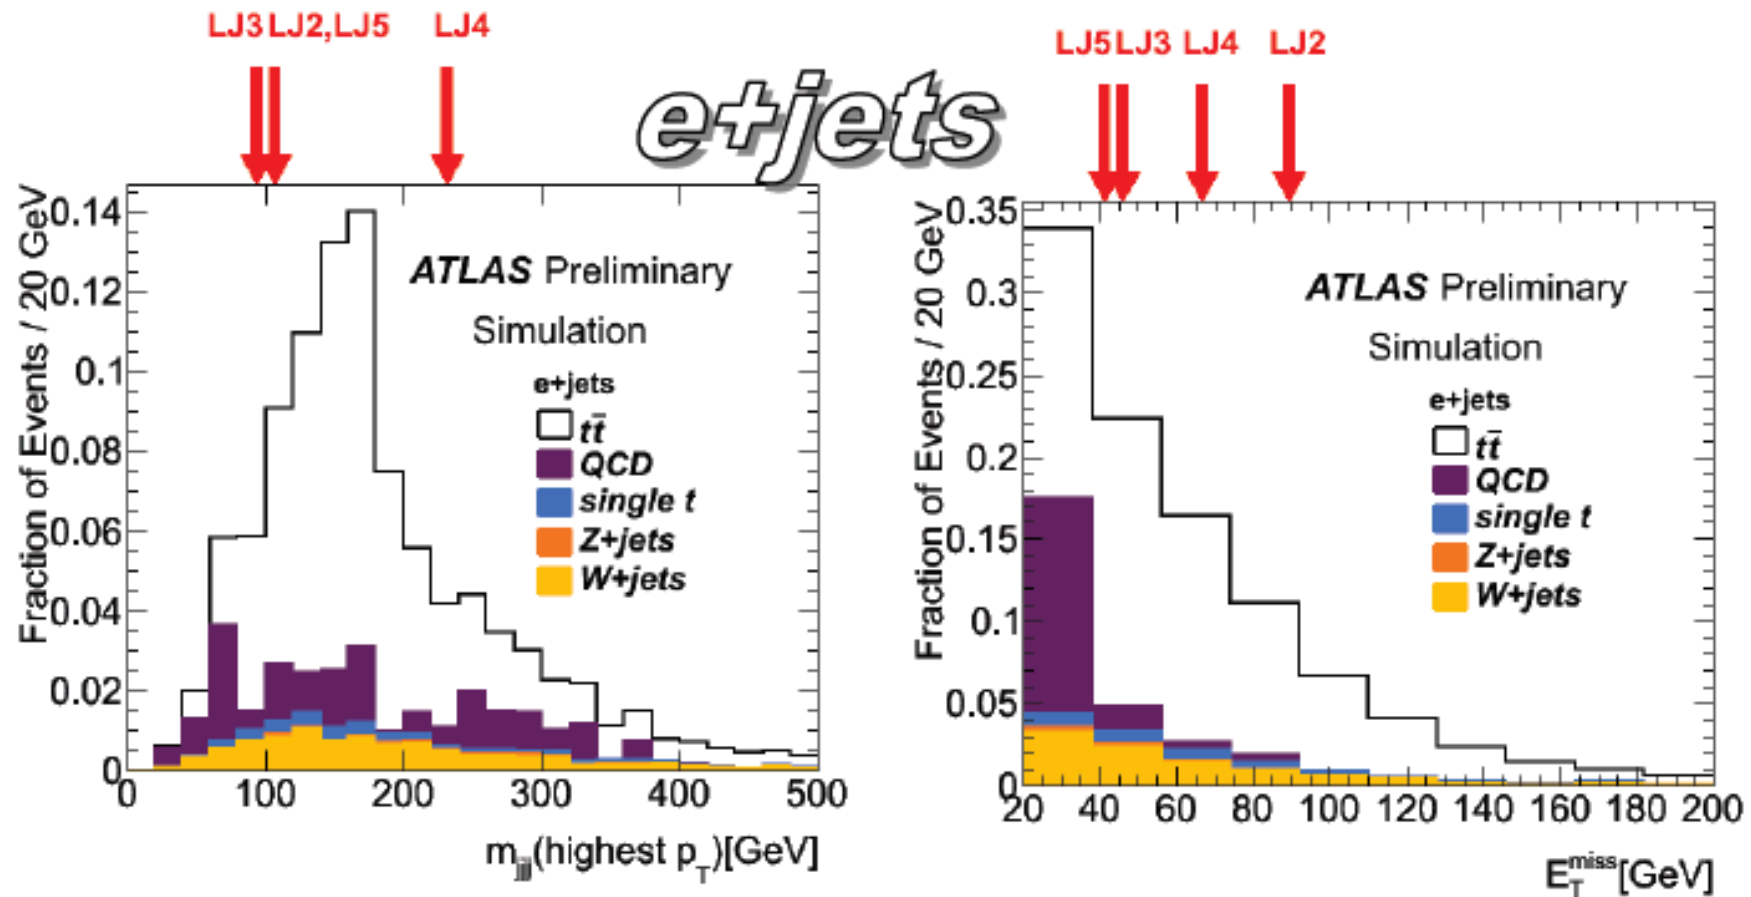 LJ3 LJ2,LJ5 LJ4
LJ5 LJ3 LJ4 LJ2
e+jets
Fraction of Events / 20 GeV
0.14
0.12
0.1
0.08
0.06
0.04
0.02
0
ATLAS Preliminary
Simulation
e+jets
tt̄
QCD
single t
Z+jets
W+jets
0 100 200 300 400 500
m_jjj(highest p_T)[GeV]
Fraction of Events / 20 GeV
0.35
0.3
0.25
0.2
0.15
0.1
0.05
0
ATLAS Preliminary
Simulation
e+jets
tt̄
QCD
single t
Z+jets
W+jets
20 40 60 80 100 120 140 160 180 200
E_T^miss[GeV]